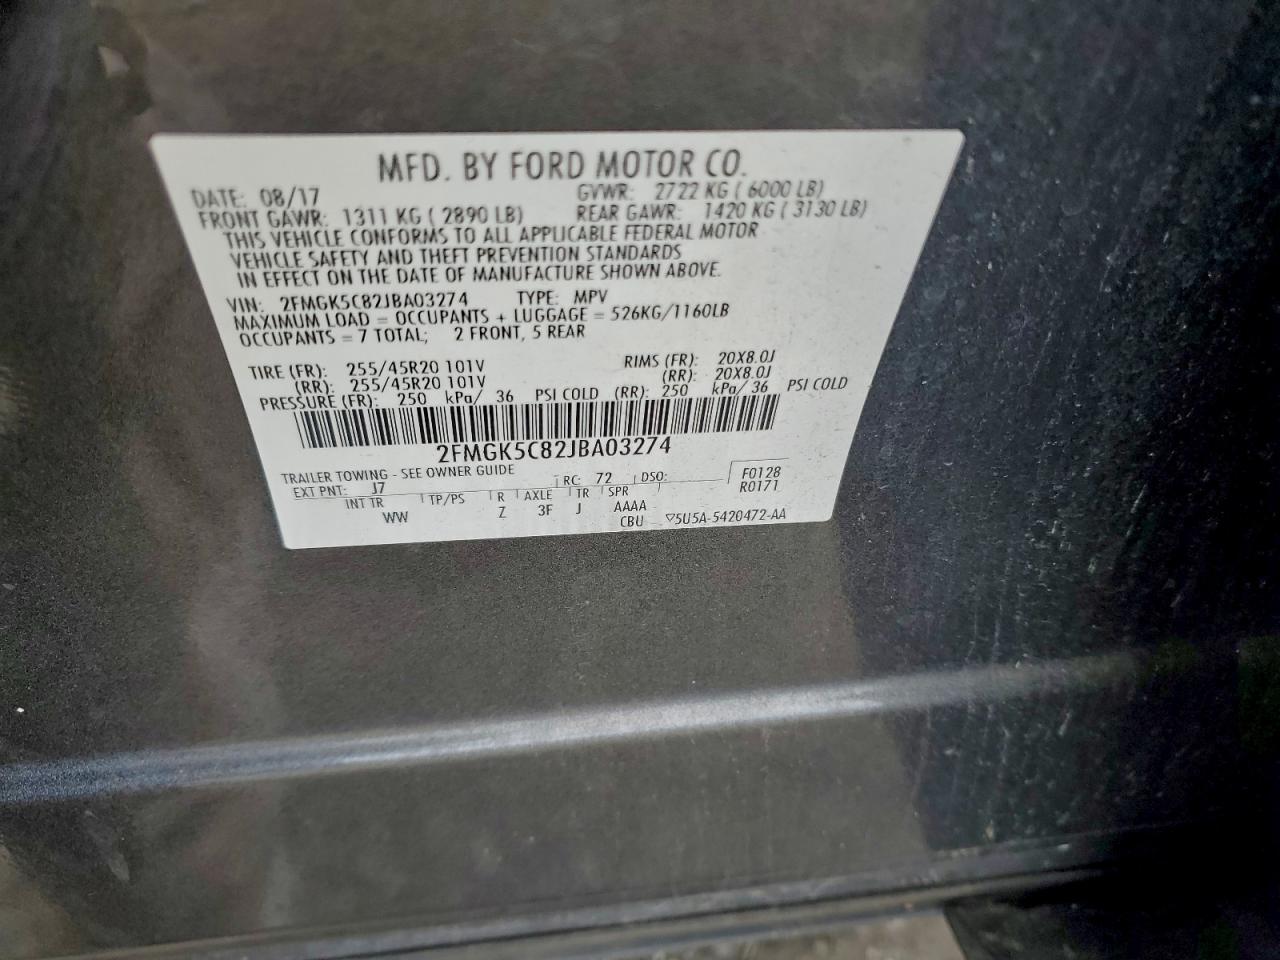 MFD. BY FORD MOTOR CO.
DATE: 08/17 GVWR: 2722 KG ( 6000 LB)
FRONT GAWR: 1311 KG ( 2890 LB) REAR GAWR: 1420 KG ( 3130 LB)
THIS VEHICLE CONFORMS TO ALL APPLICABLE FEDERAL MOTOR
VEHICLE SAFETY AND THEFT PREVENTION STANDARDS
IN EFFECT ON THE DATE OF MANUFACTURE SHOWN ABOVE.
VIN: 2FMGK5C82JBA03274 TYPE: MPV
MAXIMUM LOAD = OCCUPANTS + LUGGAGE = 526KG/1160LB
OCCUPANTS = 7 TOTAL; 2 FRONT, 5 REAR
TIRE (FR): 255/45R20 101V RIMS (FR): 20X8.0J
(RR): 255/45R20 101V (RR): 20X8.0J
PRESSURE (FR): 250 kPa/ 36 PSI COLD (RR): 250 kPa/ 36 PSI COLD
2FMGK5C82JBA03274
TRAILER TOWING - SEE OWNER GUIDE
EXT PNT: J7 RC: 72 DSO: F0128
R0171
INT TR TP/PS R AXLE TR SPR
WW Z 3F J AAAA
CBU ▽5U5A-5420472-AA